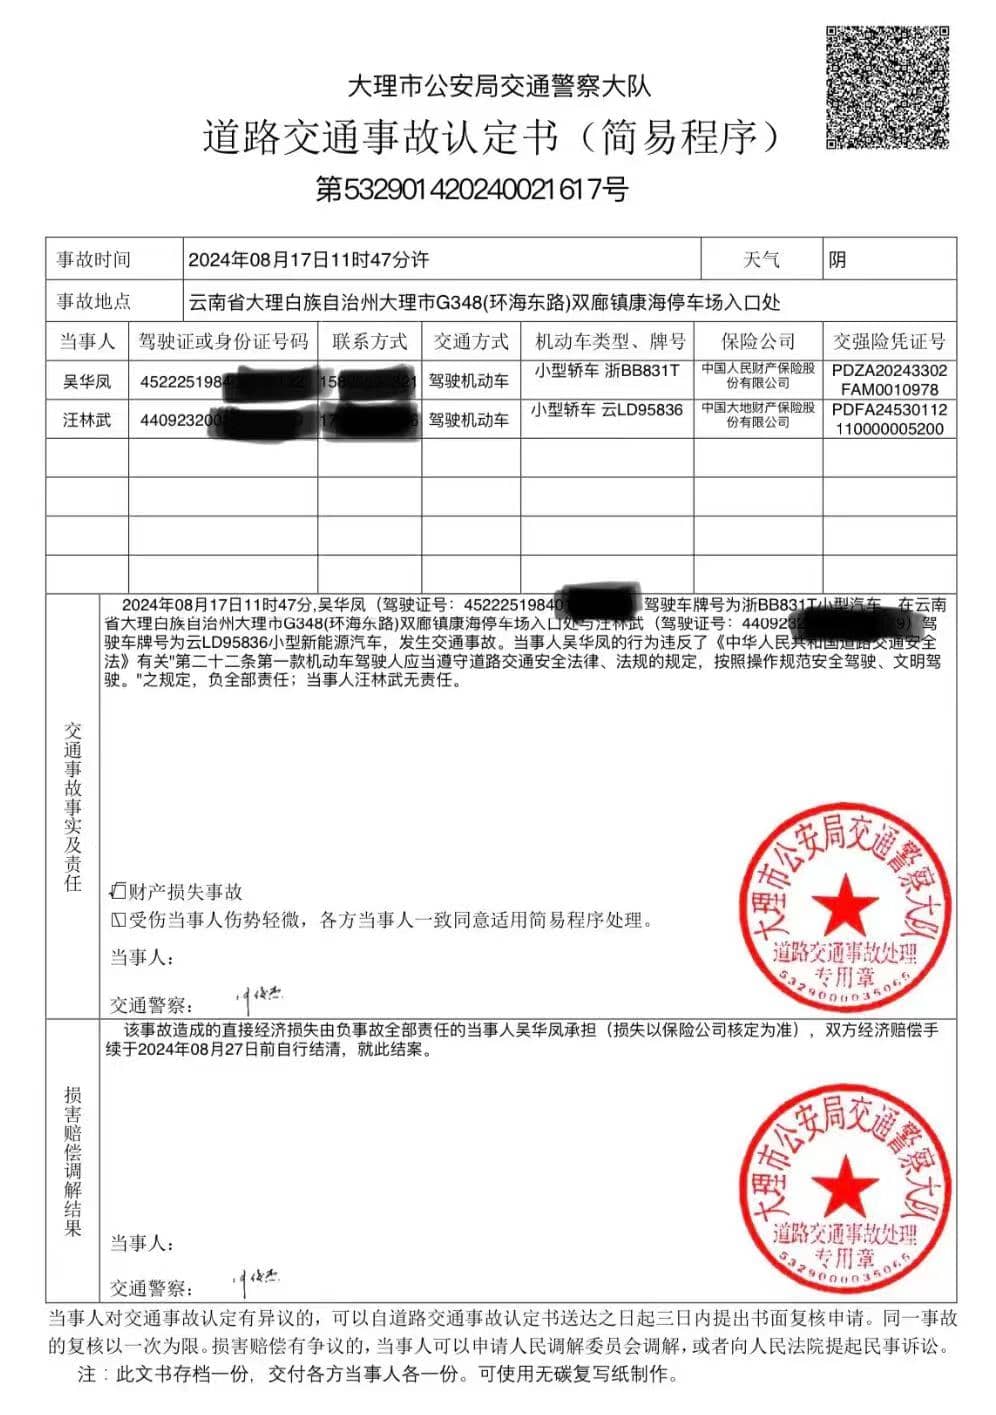 大理市公安局交通警察大队
道路交通事故认定书（简易程序）
第532901420240021617号
事故时间 2024年08月17日11时47分许 天气 阴
事故地点 云南省大理白族自治州大理市G348(环海东路)双廊镇康海停车场入口处
当事人 驾驶证或身份证号码 联系方式 交通方式 机动车类型、牌号 保险公司 交强险凭证号
吴华凤 45222519840 驾驶机动车 小型轿车 浙BB831T 中国人民财产保险股份有限公司 PDZA20243302FAM0010978
汪林武 44092320 驾驶机动车 小型轿车 云LD95836 中国大地财产保险股份有限公司 PDFA24530112110000005200
交通事故事实及责任
2024年08月17日11时47分,吴华凤（驾驶证号：45222519840 驾驶车牌号为浙BB831T小型汽车，在云南
省大理白族自治州大理市G348(环海东路)双廊镇康海停车场入口处与汪林武（驾驶证号：440923 9）驾
驶车牌号为云LD95836小型新能源汽车，发生交通事故。当事人吴华凤的行为违反了《中华人民共和国道路交通安全
法》有关"第二十二条第一款机动车驾驶人应当遵守道路交通安全法律、法规的规定，按照操作规范安全驾驶、文明驾
驶。"之规定，负全部责任；当事人汪林武无责任。
财产损失事故
受伤当事人伤势轻微，各方当事人一致同意适用简易程序处理。
当事人：
交通警察：
大理市公安局交通警察大队
道路交通事故处理
专用章
5329000035065
损害赔偿调解结果
该事故造成的直接经济损失由负事故全部责任的当事人吴华凤承担（损失以保险公司核定为准），双方经济赔偿手
续于2024年08月27日前自行结清，就此结案。
当事人：
交通警察：
大理市公安局交通警察大队
道路交通事故处理
专用章
5329000035065
当事人对交通事故认定有异议的，可以自道路交通事故认定书送达之日起三日内提出书面复核申请。同一事故
的复核以一次为限。损害赔偿有争议的，当事人可以申请人民调解委员会调解，或者向人民法院提起民事诉讼。
注：此文书存档一份，交付各方当事人各一份。可使用无碳复写纸制作。